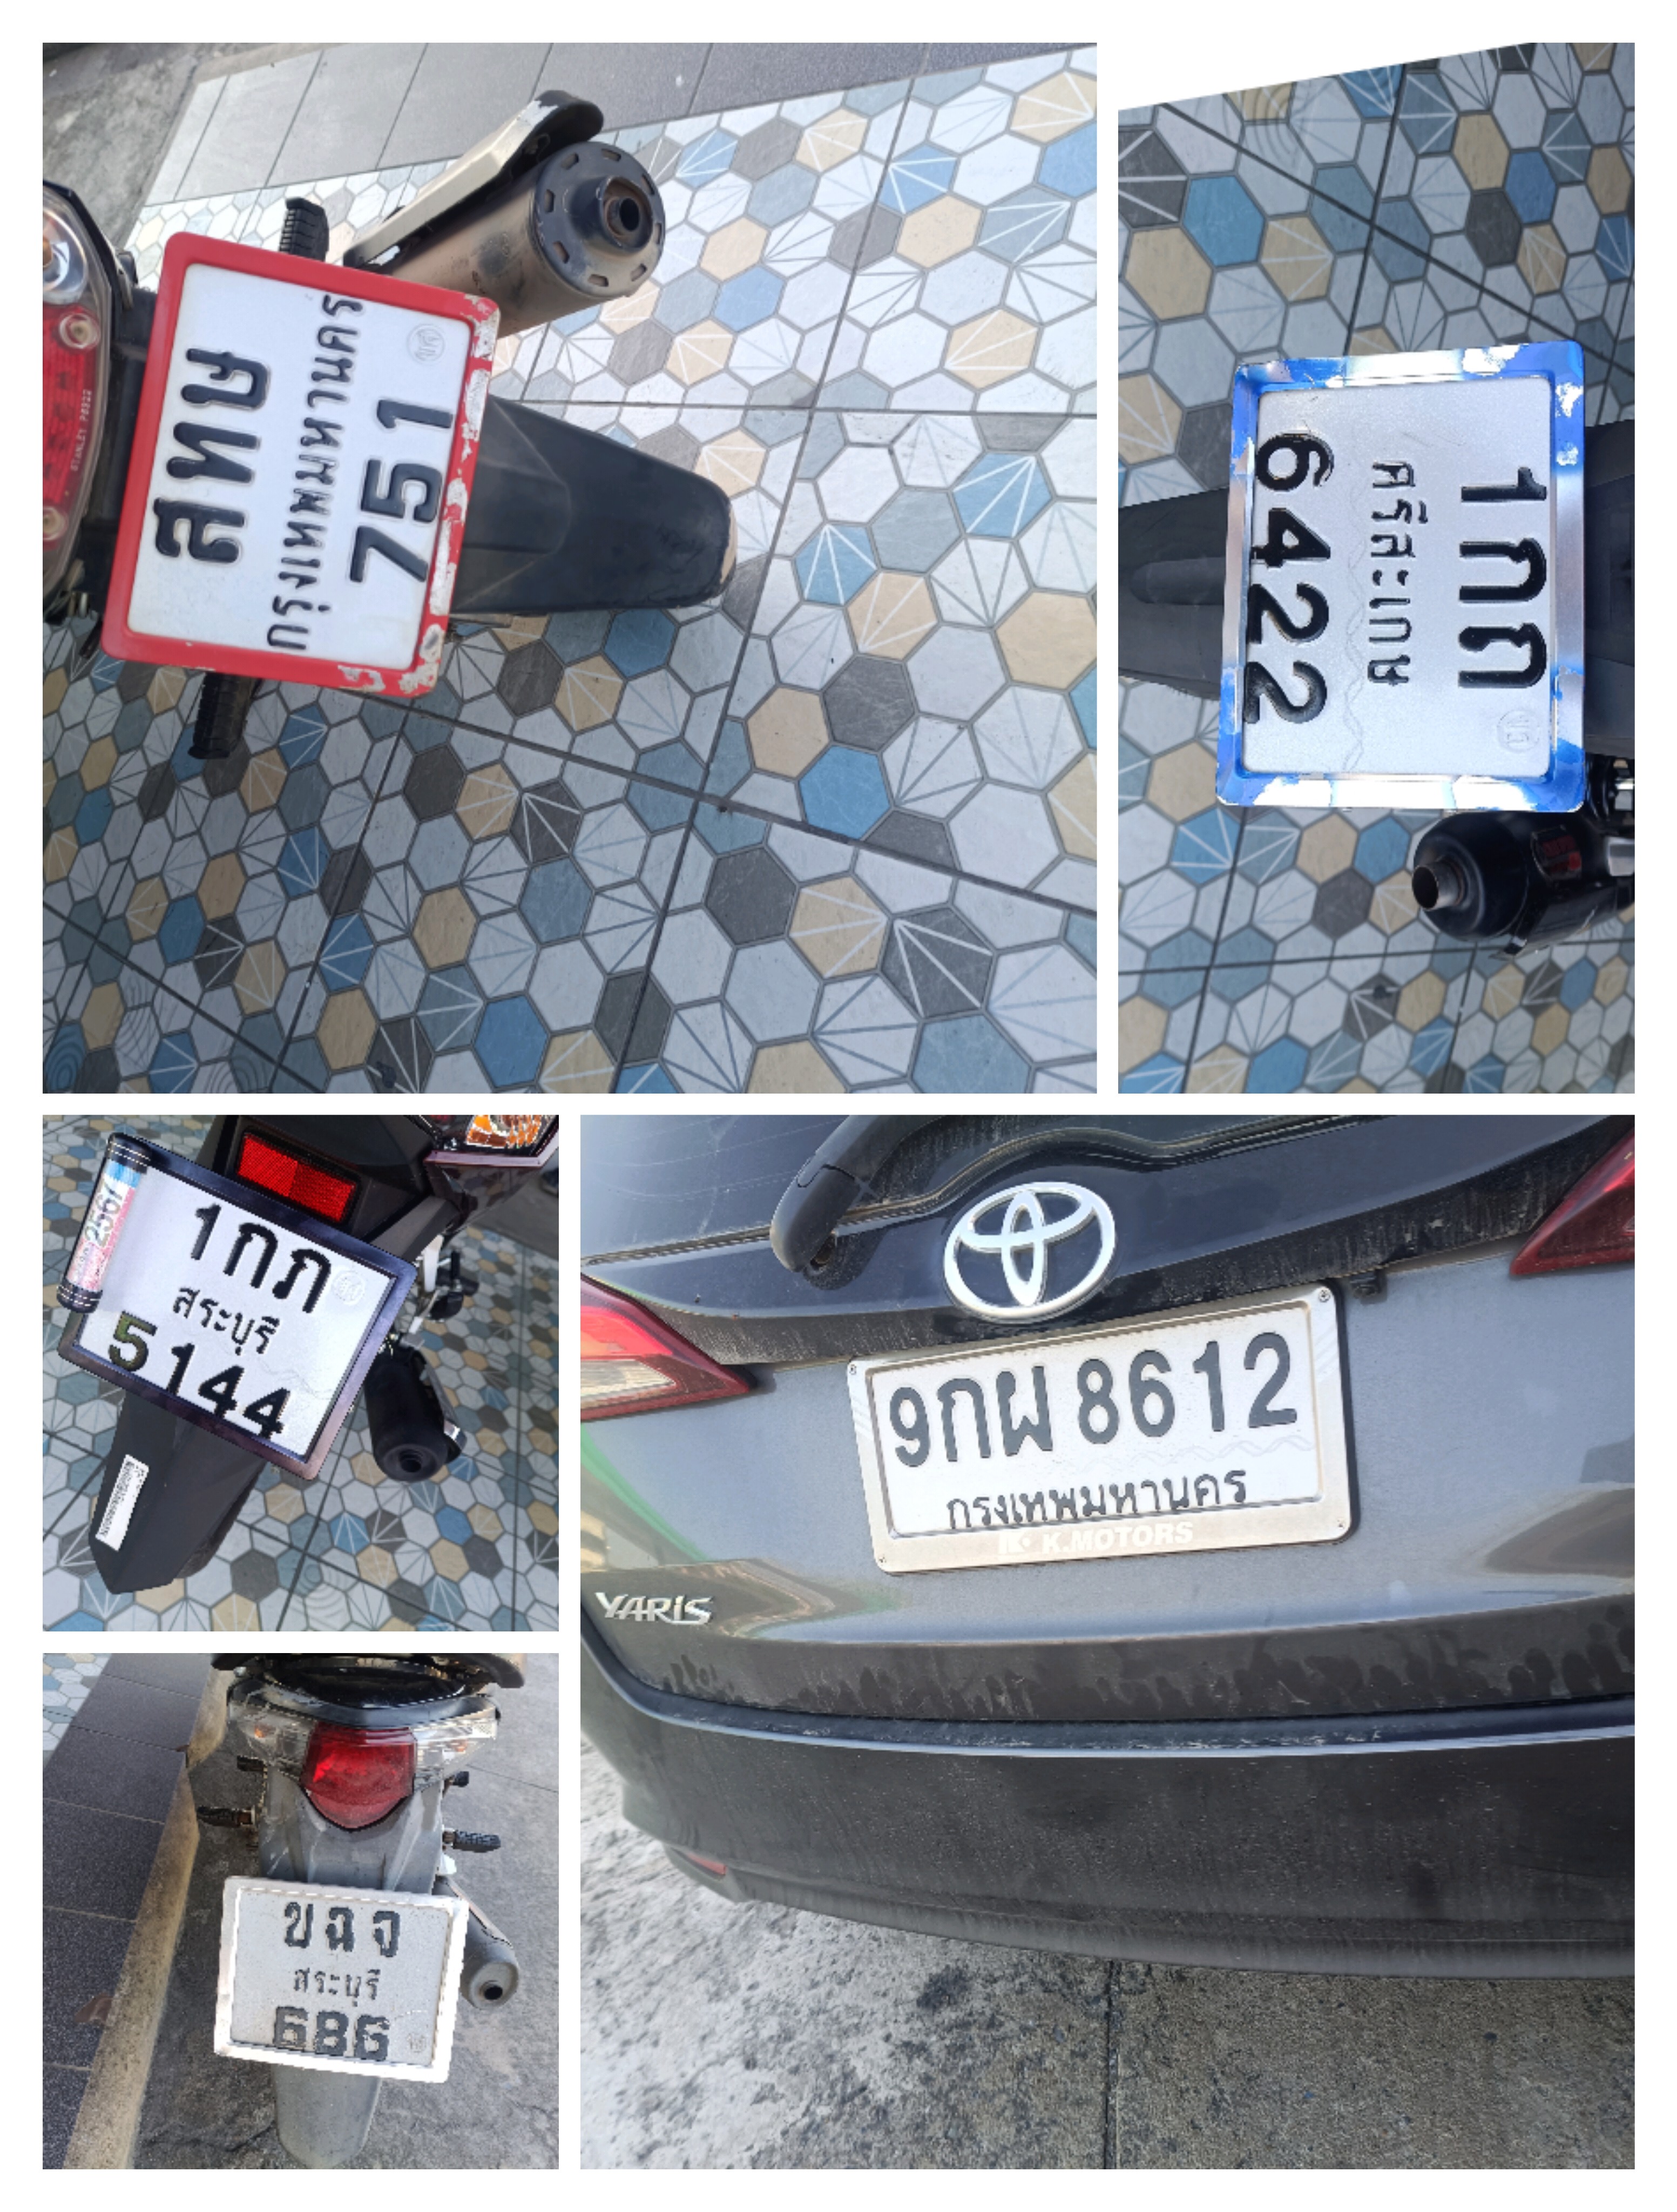 สทศ
กรุงเทพมหานคร
751
1กก
ศรีสะเกษ
6422
2567
1กภ
สระบุรี
5144
9กผ 8612
กรุงเทพมหานคร
K.MOTORS
YARIS
ขฉจ
สระบุรี
686